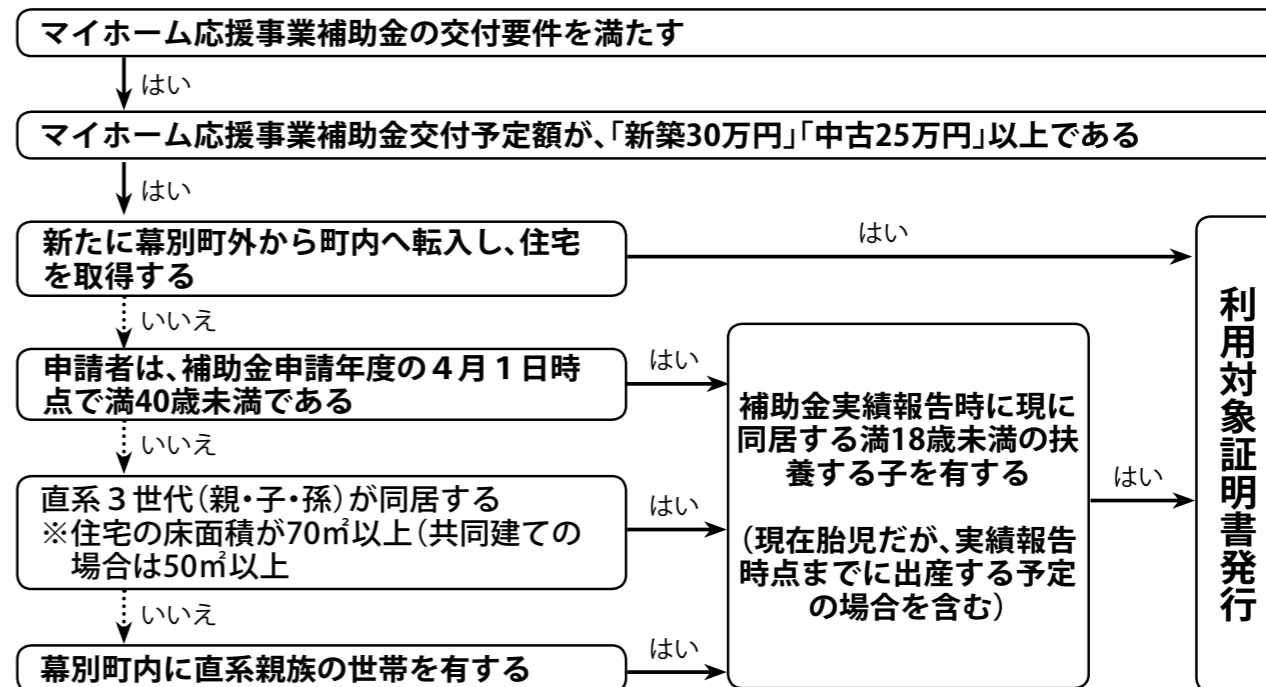 マイホーム応援事業補助金の交付要件を満たす
はい
マイホーム応援事業補助金交付予定額が、「新築30万円」「中古25万円」以上である
はい
新たに幕別町外から町内へ転入し、住宅
を取得する
はい
いいえ
申請者は、補助金申請年度の４月１日時
点で満40歳未満である
はい
いいえ
直系３世代（親・子・孫）が同居する
※住宅の床面積が70㎡以上（共同建ての
場合は50㎡以上
はい
いいえ
幕別町内に直系親族の世帯を有する
はい
補助金実績報告時に現に
同居する満18歳未満の扶
養する子を有する
（現在胎児だが、実績報告
時点までに出産する予定
の場合を含む）
はい
利用対象証明書発行